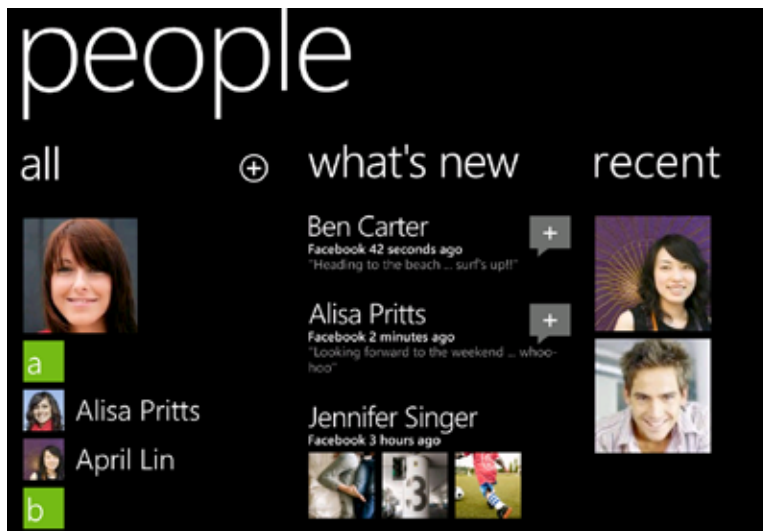 people
all
what's new
recent
Ben Carter
Facebook 42 seconds ago
"Heading to the beach ... surf's up!!"
Alisa Pritts
Facebook 2 minutes ago
"Looking forward to the weekend ... whoo-
hoo"
Jennifer Singer
Facebook 3 hours ago
3
a
Alisa Pritts
April Lin
b